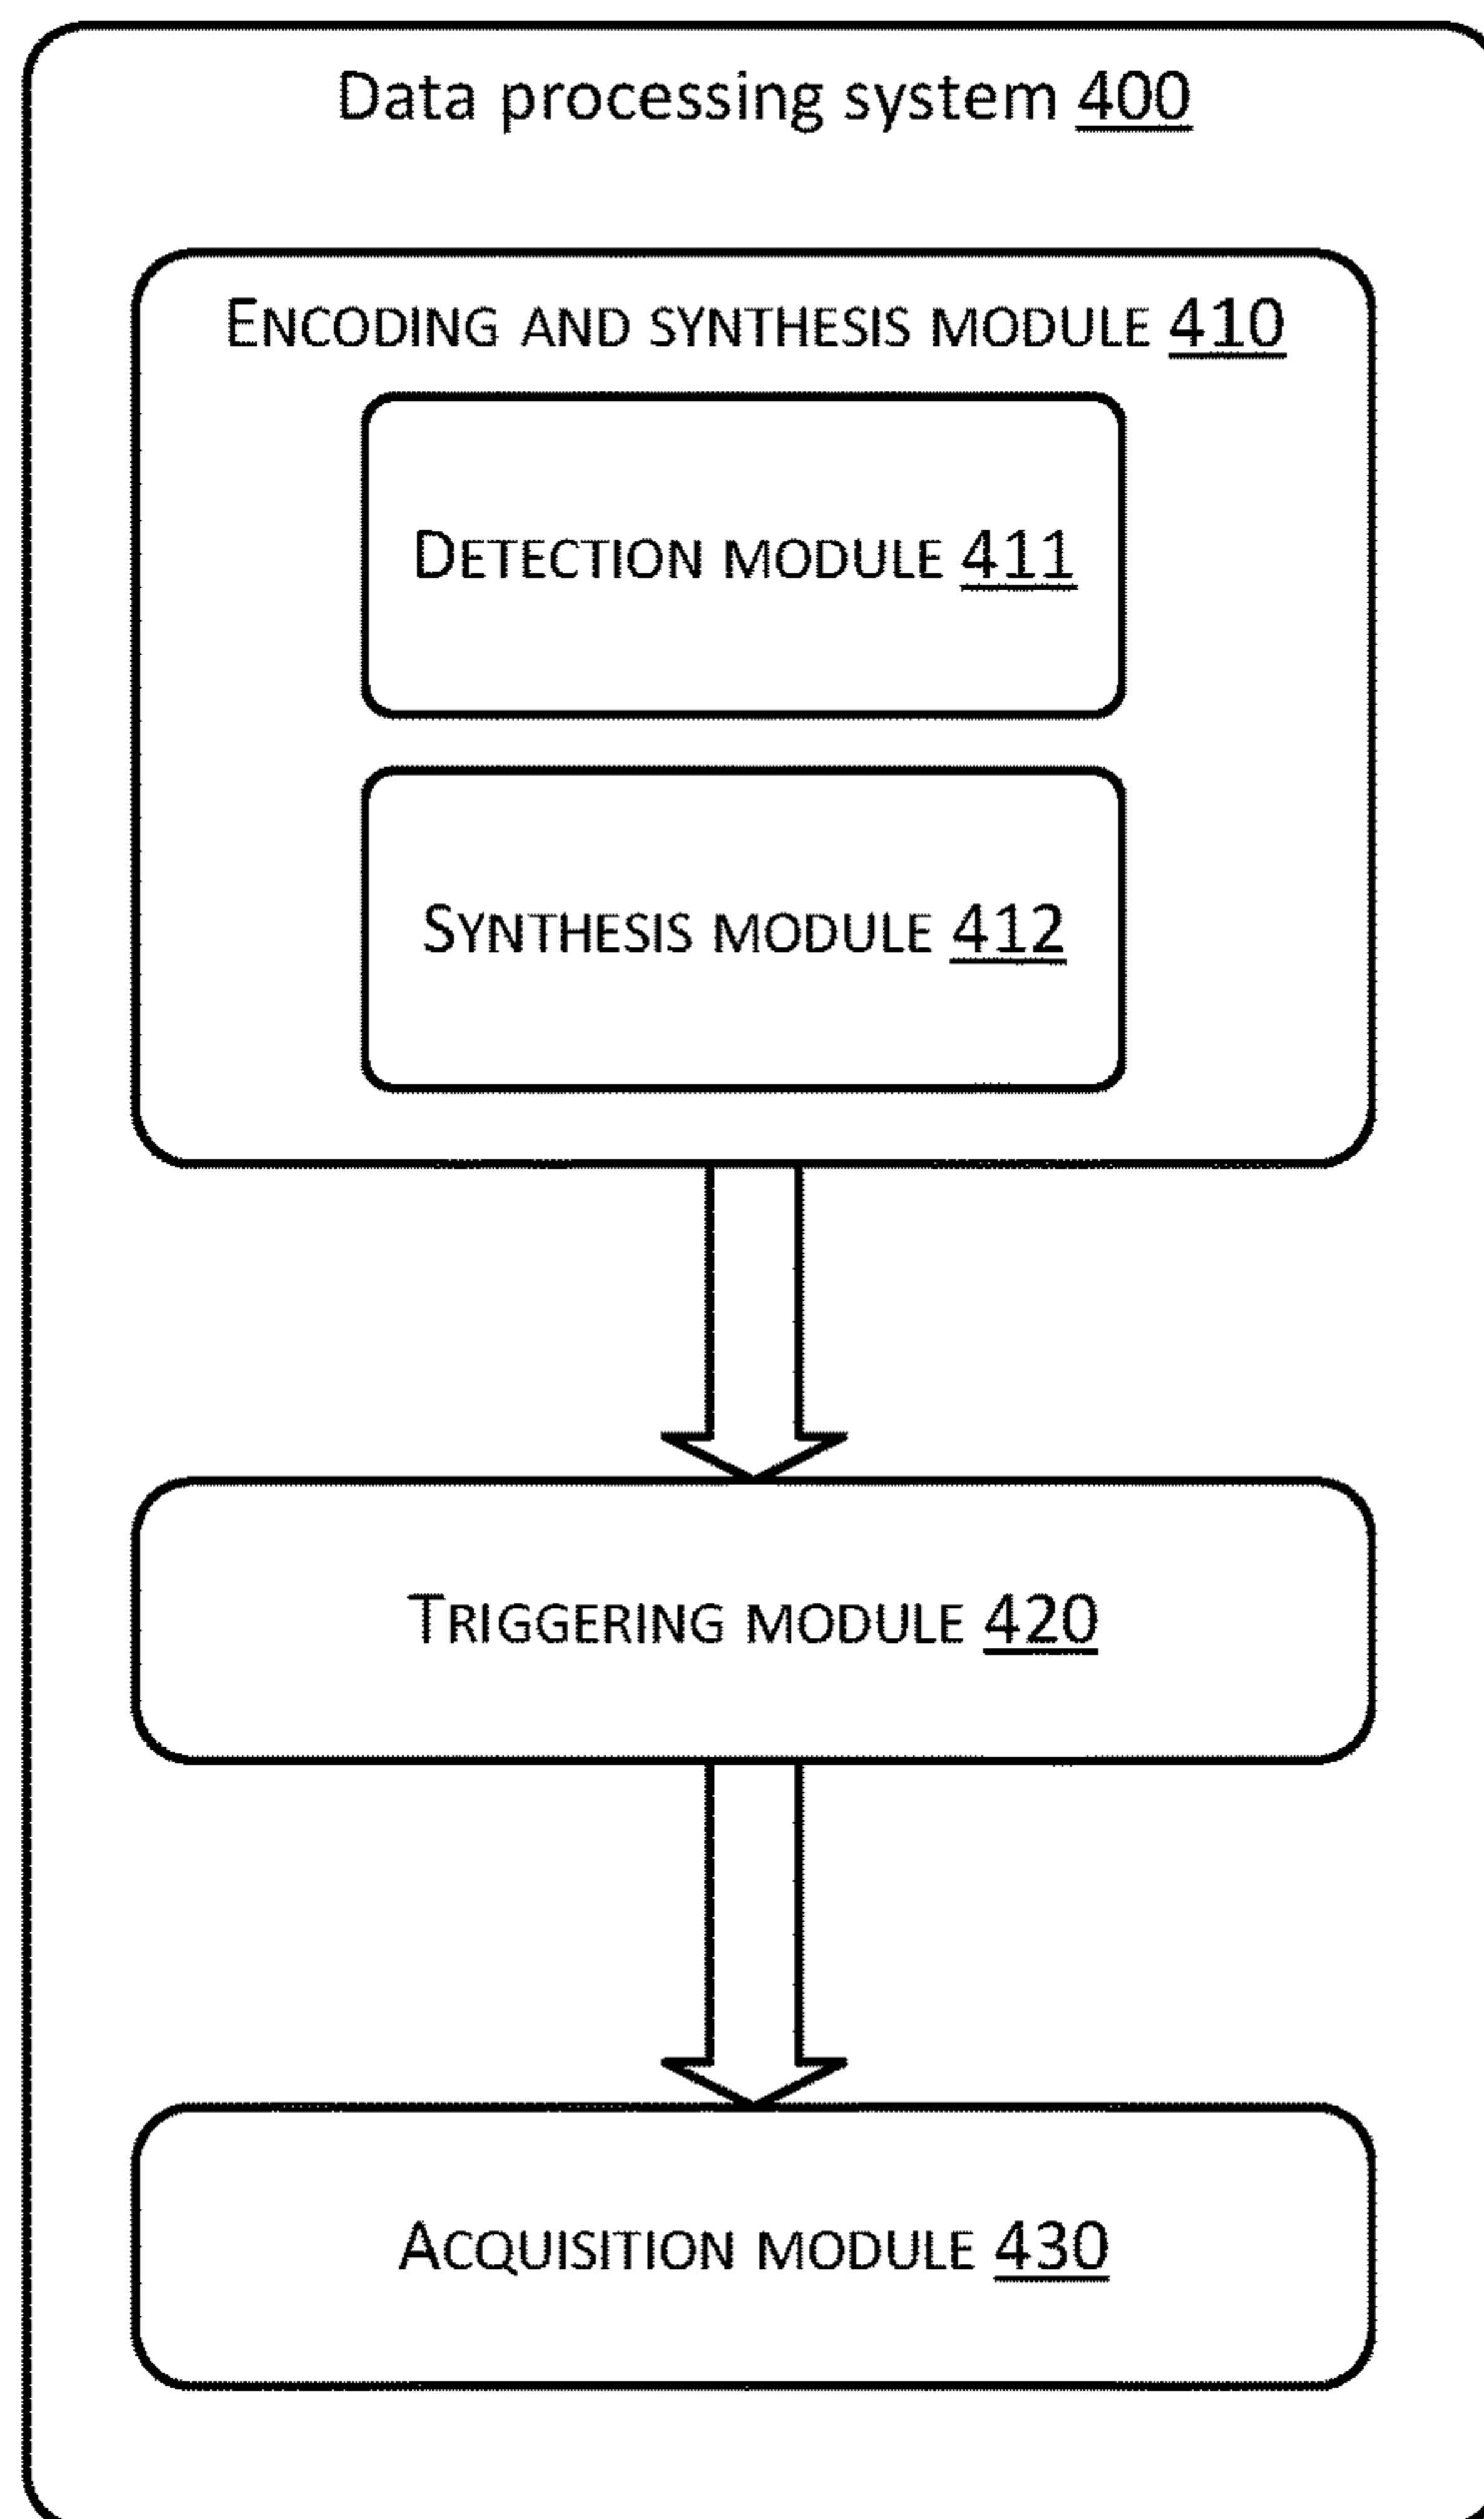 Data processing system 400
ENCODING AND SYNTHESIS MODULE 410
DETECTION MODULE 411
SYNTHESIS MODULE 412
TRIGGERING MODULE 420
ACQUISITION MODULE 430